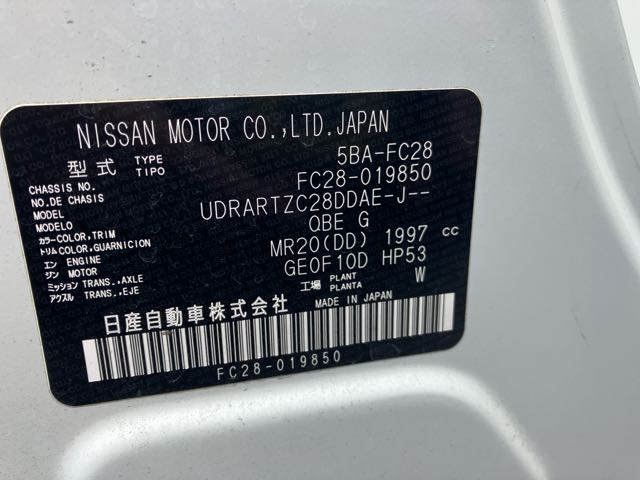 NISSAN MOTOR CO.,LTD.JAPAN
型式 TYPE TIPO 5BA-FC28
CHASSIS NO. NO.DE CHASIS FC28-019850
MODEL MODELO UDRARTZC28DDAE-J--
カラー COLOR,TRIM トリム COLOR,GUARNICION QBE G
エンジン ENGINE MOTOR MR20(DD) 1997 cc
ミッション TRANS.,AXLE アクスル TRANS.,EJE GE0F10D HP53
工場 PLANT PLANTA W
日産自動車株式会社 MADE IN JAPAN
FC28-019850